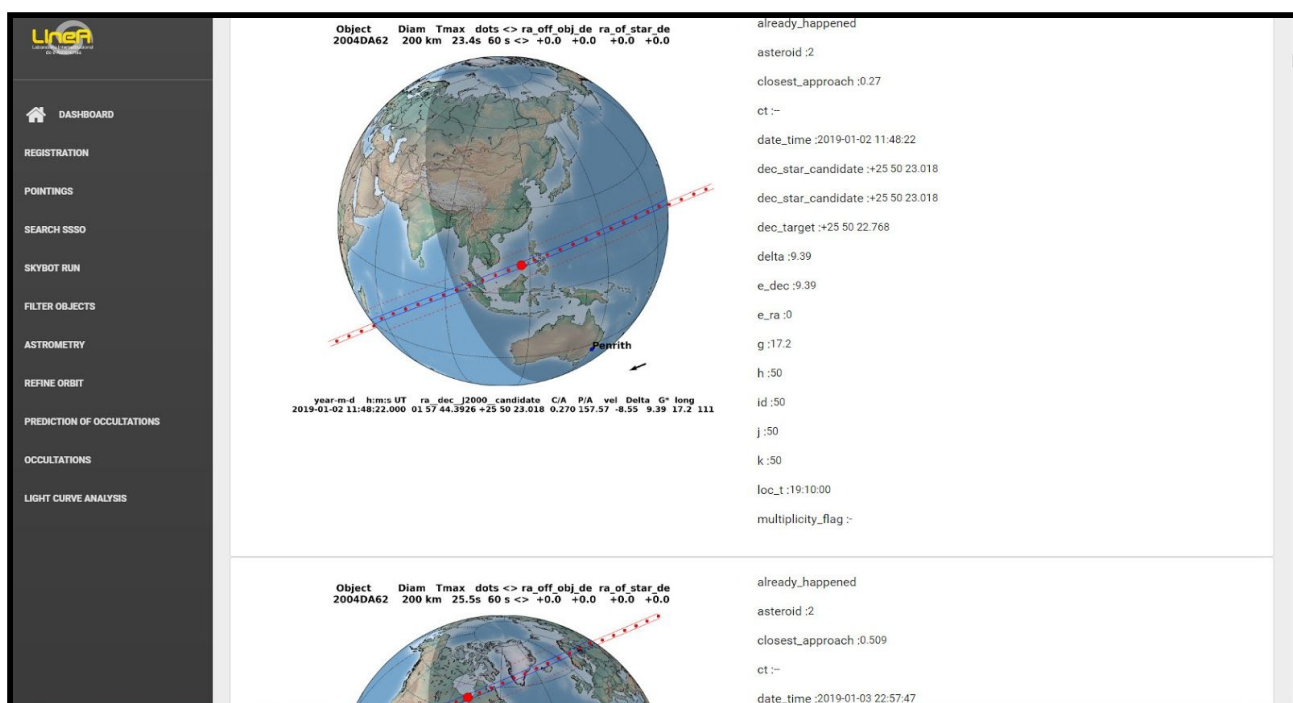 LIneA
DASHBOARD
REGISTRATION
POINTINGS
SEARCH SSSO
SKYBOT RUN
FILTER OBJECTS
ASTROMETRY
REFINE ORBIT
PREDICTION OF OCCULTATIONS
OCCULTATIONS
LIGHT CURVE ANALYSIS
Object Diam Tmax dots <> ra_off_obj_de ra_of_star_de
2004DA62 200 km 23.4s 60 s <> +0.0 +0.0 +0.0 +0.0
Penrith
year-m-d h:m:s UT ra__dec__J2000__candidate C/A P/A vel Delta G* long
2019-01-02 11:48:22.000 01 57 44.3926 +25 50 23.018 0.270 157.57 -8.55 9.39 17.2 111
already_happened
asteroid :2
closest_approach :0.27
ct :--
date_time :2019-01-02 11:48:22
dec_star_candidate :+25 50 23.018
dec_star_candidate :+25 50 23.018
dec_target :+25 50 22.768
delta :9.39
e_dec :9.39
e_ra :0
g :17.2
h :50
id :50
j :50
k :50
loc_t :19:10:00
multiplicity_flag :-
Object Diam Tmax dots <> ra_off_obj_de ra_of_star_de
2004DA62 200 km 25.5s 60 s <> +0.0 +0.0 +0.0 +0.0
already_happened
asteroid :2
closest_approach :0.509
ct :--
date_time :2019-01-03 22:57:47